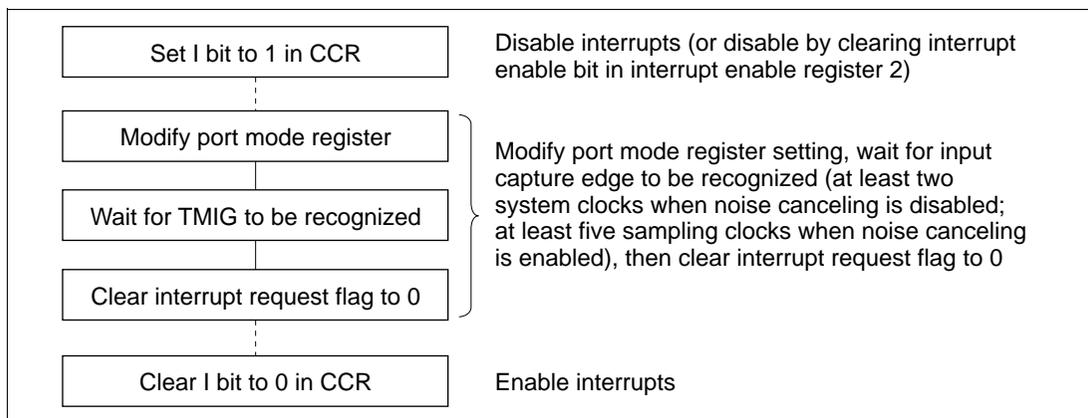 Set I bit to 1 in CCR
Disable interrupts (or disable by clearing interrupt
enable bit in interrupt enable register 2)
Modify port mode register
Wait for TMIG to be recognized
Clear interrupt request flag to 0
Modify port mode register setting, wait for input
capture edge to be recognized (at least two
system clocks when noise canceling is disabled;
at least five sampling clocks when noise canceling
is enabled), then clear interrupt request flag to 0
Clear I bit to 0 in CCR
Enable interrupts